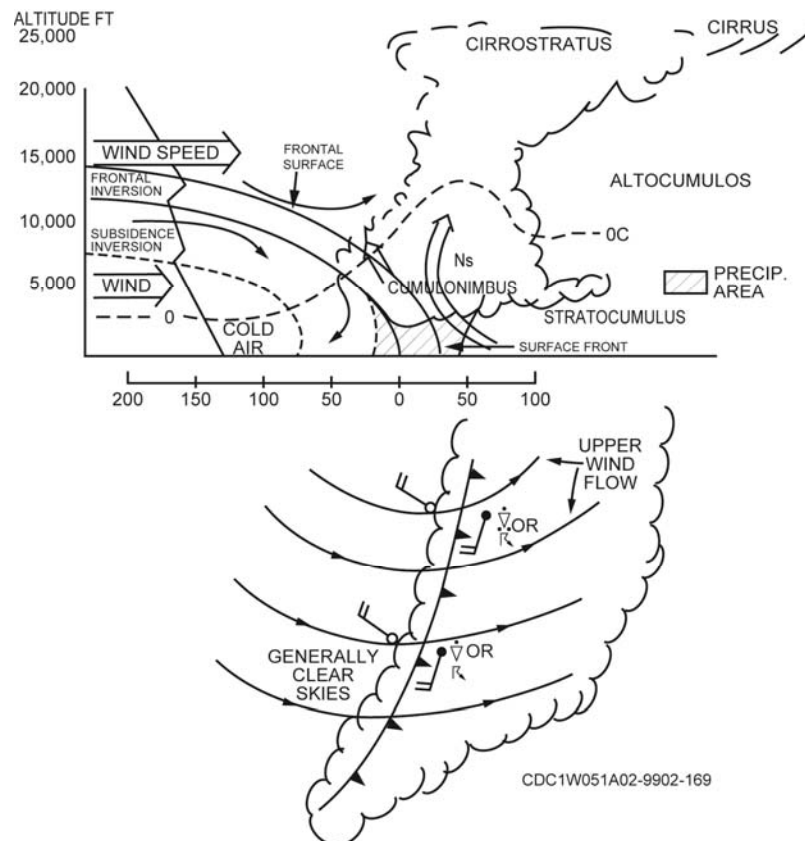 ALTITUDE FT
25,000
20,000
15,000
10,000
5,000
CIRROSTRATUS
CIRRUS
WIND SPEED
FRONTAL
SURFACE
FRONTAL
INVERSION
ALTOCUMULOS
SUBSIDENCE
INVERSION
0C
Ns
CUMULONIMBUS
PRECIP.
AREA
WIND
0
COLD
AIR
STRATOCUMULUS
SURFACE FRONT
200 150 100 50 0 50 100
UPPER
WIND
FLOW
OR
OR
GENERALLY
CLEAR
SKIES
CDC1W051A02-9902-169